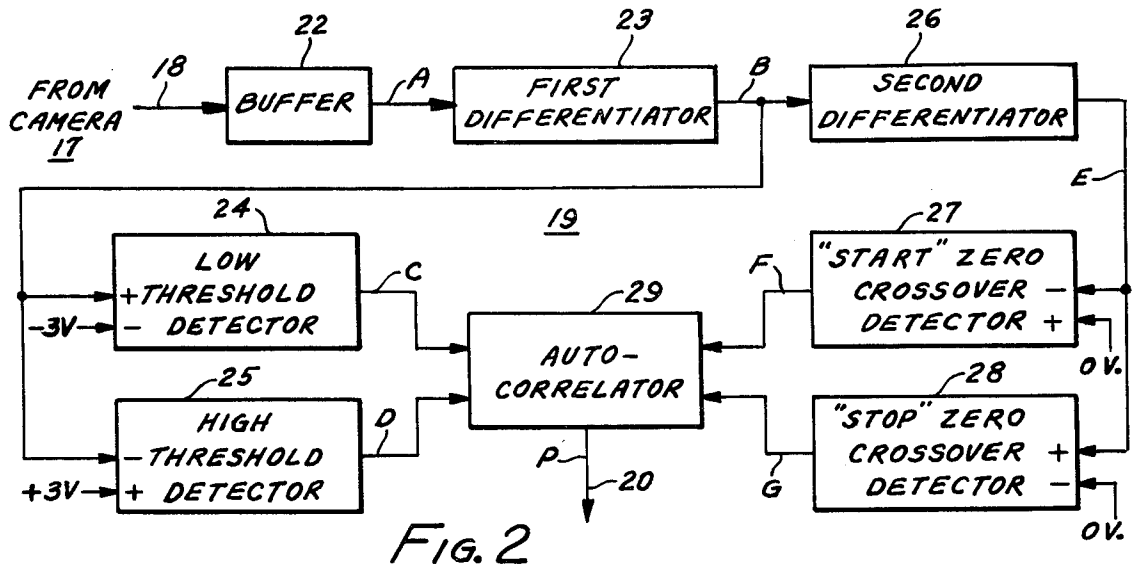 22
23
26
FROM
CAMERA
17
18
BUFFER
A
FIRST
DIFFERENTIATOR
B
SECOND
DIFFERENTIATOR
E
24
19
27
LOW
+ THRESHOLD
- DETECTOR
-3V
C
F
"START" ZERO
CROSSOVER -
DETECTOR +
0V.
29
AUTO-
CORRELATOR
25
HIGH
- THRESHOLD
+ DETECTOR
+3V
D
G
28
"STOP" ZERO
CROSSOVER +
DETECTOR -
0V.
P
20
FIG. 2